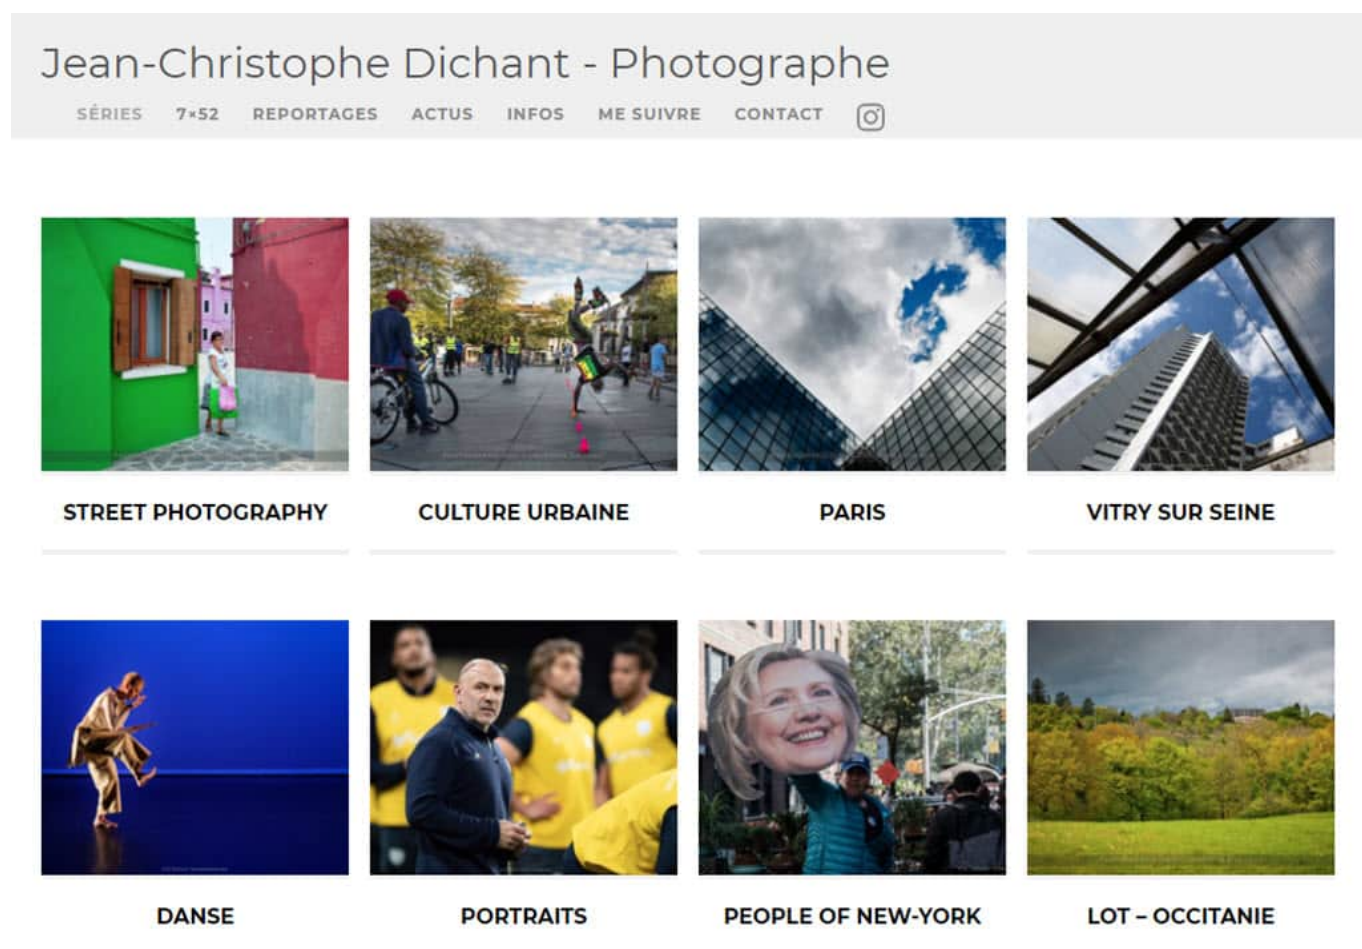 Jean-Christophe Dichant - Photographe
SÉRIES 7×52 REPORTAGES ACTUS INFOS ME SUIVRE CONTACT
STREET PHOTOGRAPHY CULTURE URBAINE PARIS VITRY SUR SEINE
DANSE PORTRAITS PEOPLE OF NEW-YORK LOT – OCCITANIE